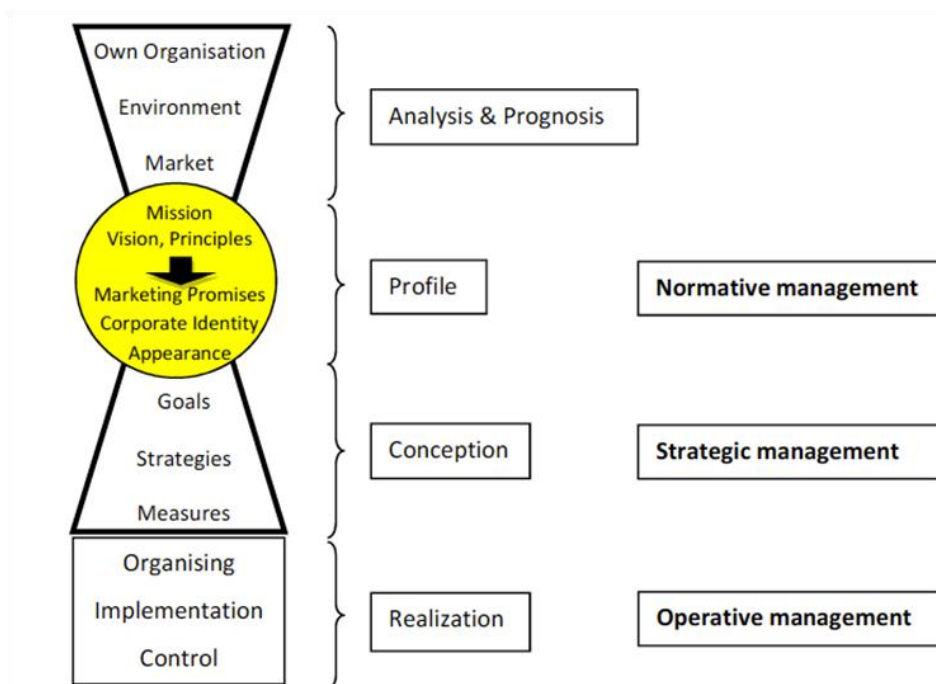 Own Organisation
Environment
Market
Analysis & Prognosis
Mission
Vision, Principles
Marketing Promises
Corporate Identity
Appearance
Profile
Normative management
Goals
Strategies
Measures
Conception
Strategic management
Organising
Implementation
Control
Realization
Operative management